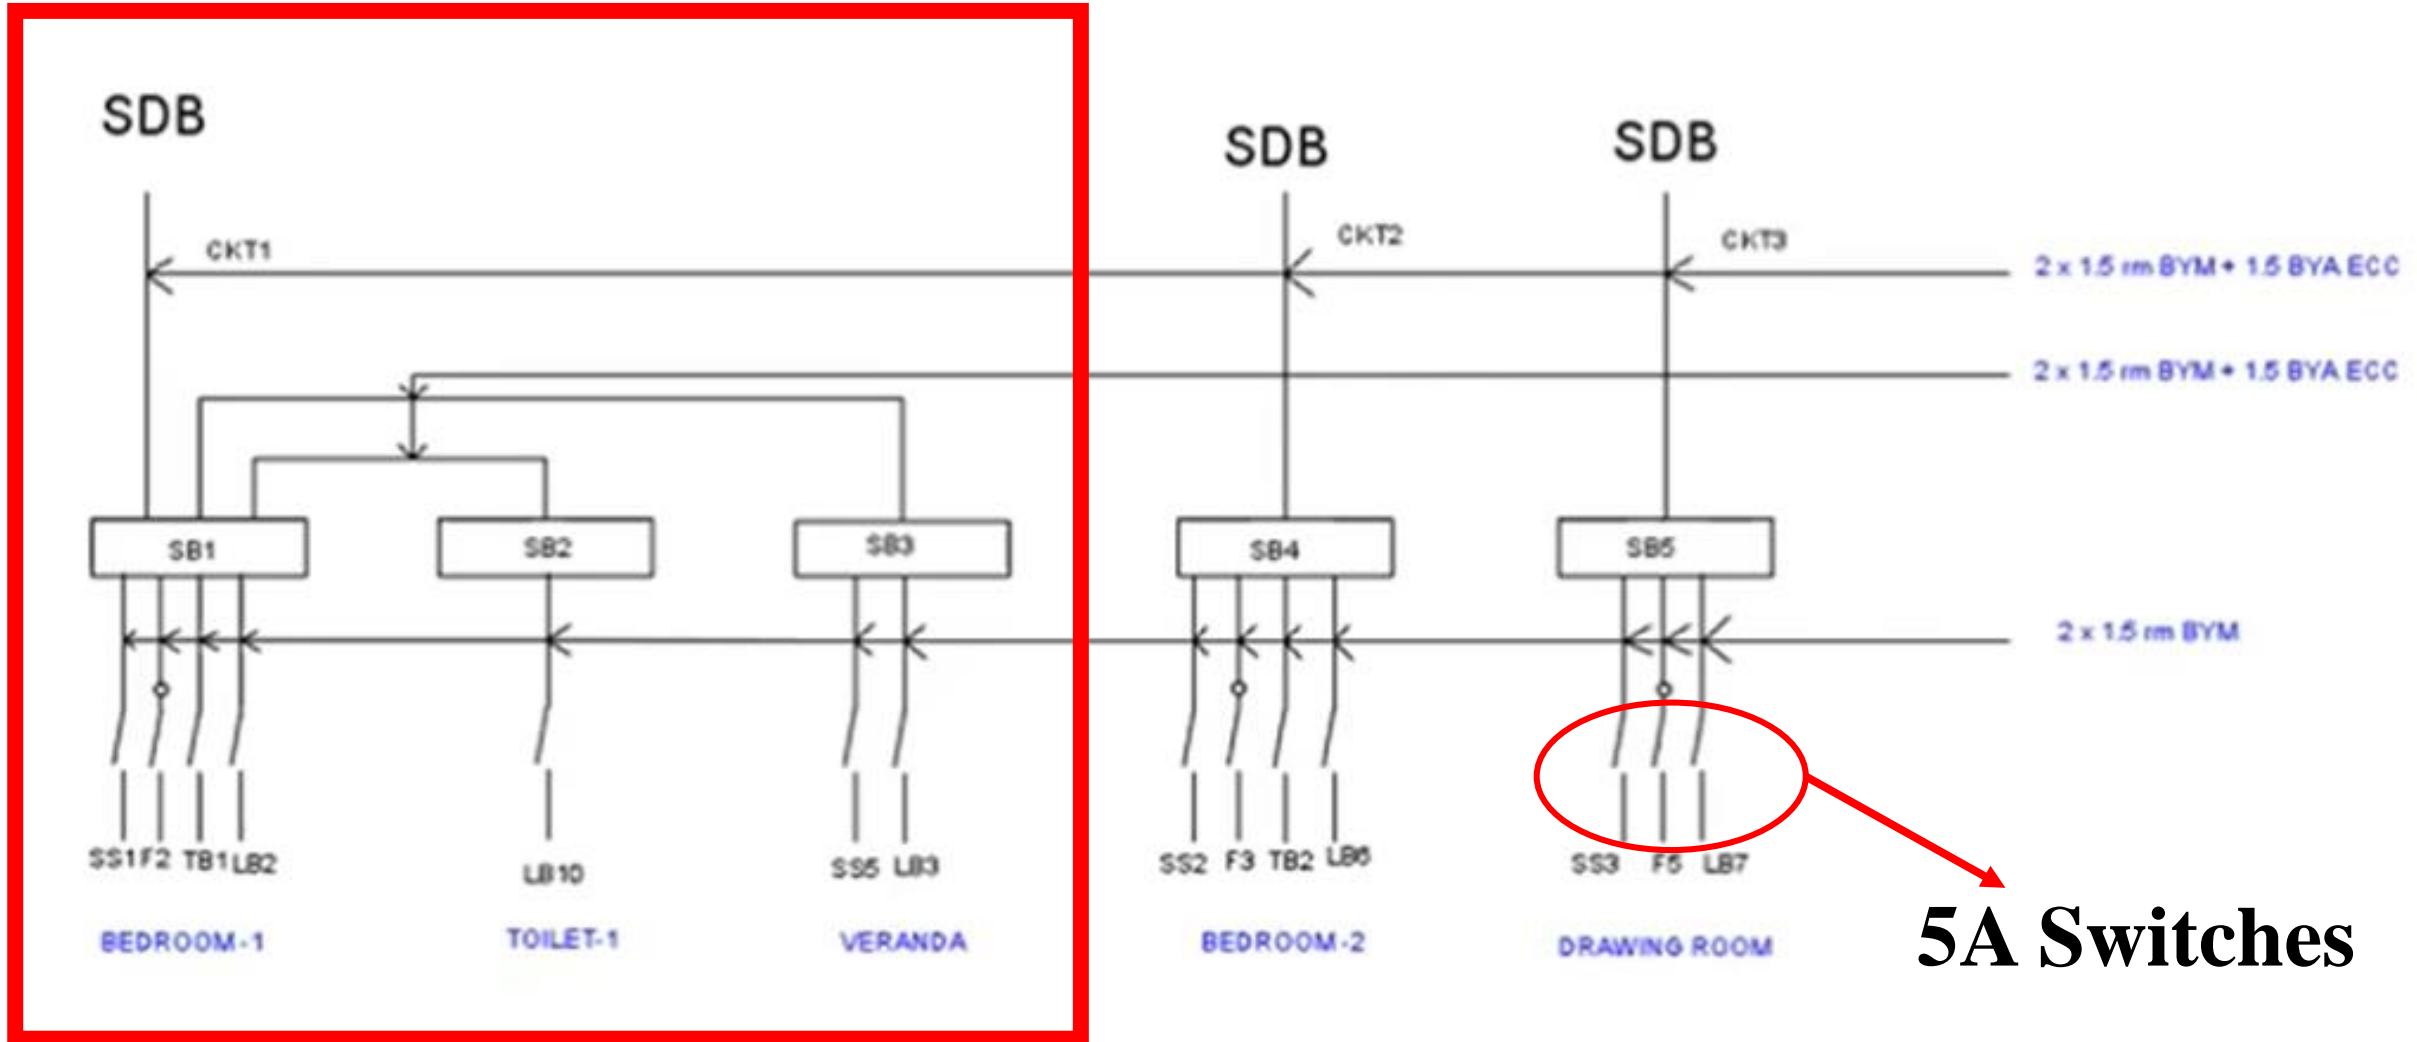 SDB
SDB
SDB
CKT1
CKT2
CKT3
2 x 1.5 rm BYM + 1.5 BYA ECC
2 x 1.5 rm BYM + 1.5 BYA ECC
SB1
SB2
SB3
SB4
SB5
2 x 1.5 rm BYM
SS1 F2 TB1 LB2
LB10
SS5 LB3
SS2 F3 TB2 LB6
SS3 F5 LB7
BEDROOM-1
TOILET-1
VERANDA
BEDROOM-2
DRAWING ROOM
5A Switches